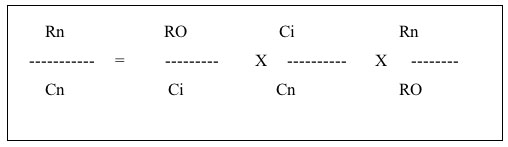 Rn RO Ci Rn
----------- = --------- X ---------- X --------
Cn Ci Cn RO